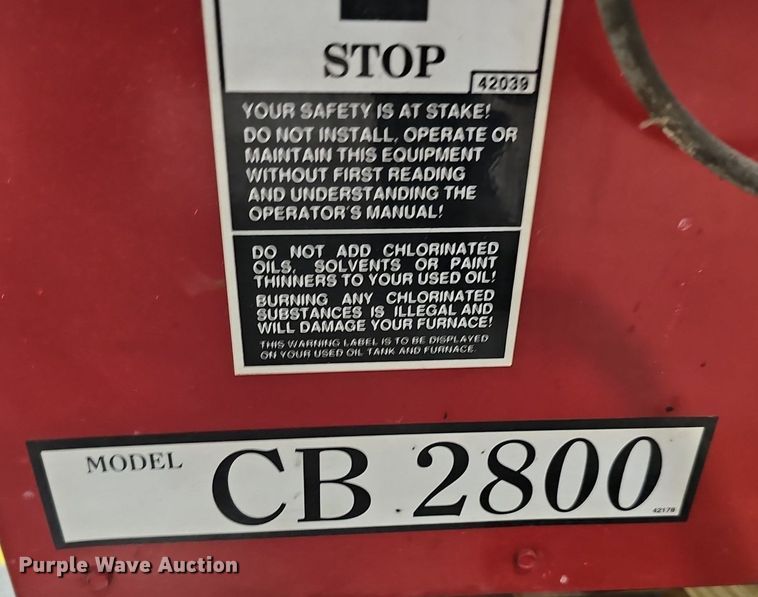 STOP
42039
YOUR SAFETY IS AT STAKE!
DO NOT INSTALL, OPERATE OR
MAINTAIN THIS EQUIPMENT
WITHOUT FIRST READING
AND UNDERSTANDING THE
OPERATOR'S MANUAL!
DO NOT ADD CHLORINATED
OILS, SOLVENTS OR PAINT
THINNERS TO YOUR USED OIL!
BURNING ANY CHLORINATED
SUBSTANCES IS ILLEGAL AND
WILL DAMAGE YOUR FURNACE!
THIS WARNING LABEL IS TO BE DISPLAYED
ON YOUR USED OIL TANK AND FURNACE.
MODEL CB 2800
42178
Purple Wave Auction